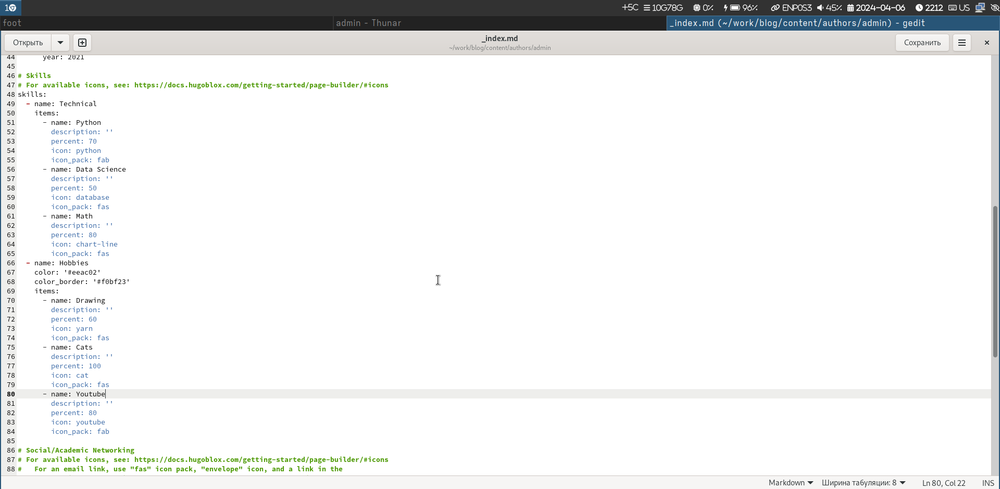 1
+5C 10G78G 0% 96% ENP0S3 45% 2024-04-06 2212 US
foot admin - Thunar _index.md (~/work/blog/content/authors/admin) - gedit
Открыть _index.md Сохранить
~/work/blog/content/authors/admin
44       year: 2021
45
46 # Skills
47 # For available icons, see: https://docs.hugoblox.com/getting-started/page-builder/#icons
48 skills:
49   - name: Technical
50     items:
51       - name: Python
52         description: ''
53         percent: 70
54         icon: python
55         icon_pack: fab
56       - name: Data Science
57         description: ''
58         percent: 50
59         icon: database
60         icon_pack: fas
61       - name: Math
62         description: ''
63         percent: 80
64         icon: chart-line
65         icon_pack: fas
66   - name: Hobbies
67     color: '#eeac02'
68     color_border: '#f0bf23'
69     items:
70       - name: Drawing
71         description: ''
72         percent: 60
73         icon: yarn
74         icon_pack: fas
75       - name: Cats
76         description: ''
77         percent: 100
78         icon: cat
79         icon_pack: fas
80       - name: Youtube
81         description: ''
82         percent: 80
83         icon: youtube
84         icon_pack: fab
85
86 # Social/Academic Networking
87 # For available icons, see: https://docs.hugoblox.com/getting-started/page-builder/#icons
88 #   For an email link, use "fas" icon pack, "envelope" icon, and a link in the
Markdown Ширина табуляции: 8 Ln 80, Col 22 INS